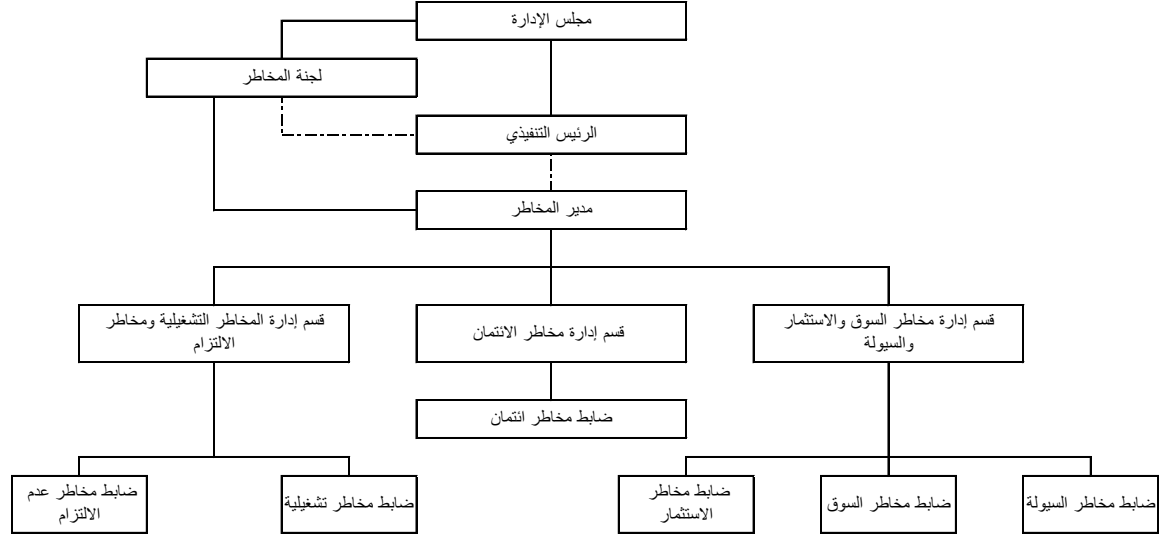 مجلس الإدارة
لجنة المخاطر
الرئيس التنفيذي
مدير المخاطر
قسم إدارة مخاطر السوق والاستثمار
والسيولة
قسم إدارة مخاطر الائتمان
قسم إدارة المخاطر التشغيلية ومخاطر
الالتزام
ضابط مخاطر ائتمان
ضابط مخاطر السيولة
ضابط مخاطر السوق
ضابط مخاطر
الاستثمار
ضابط مخاطر تشغيلية
ضابط مخاطر عدم
الالتزام